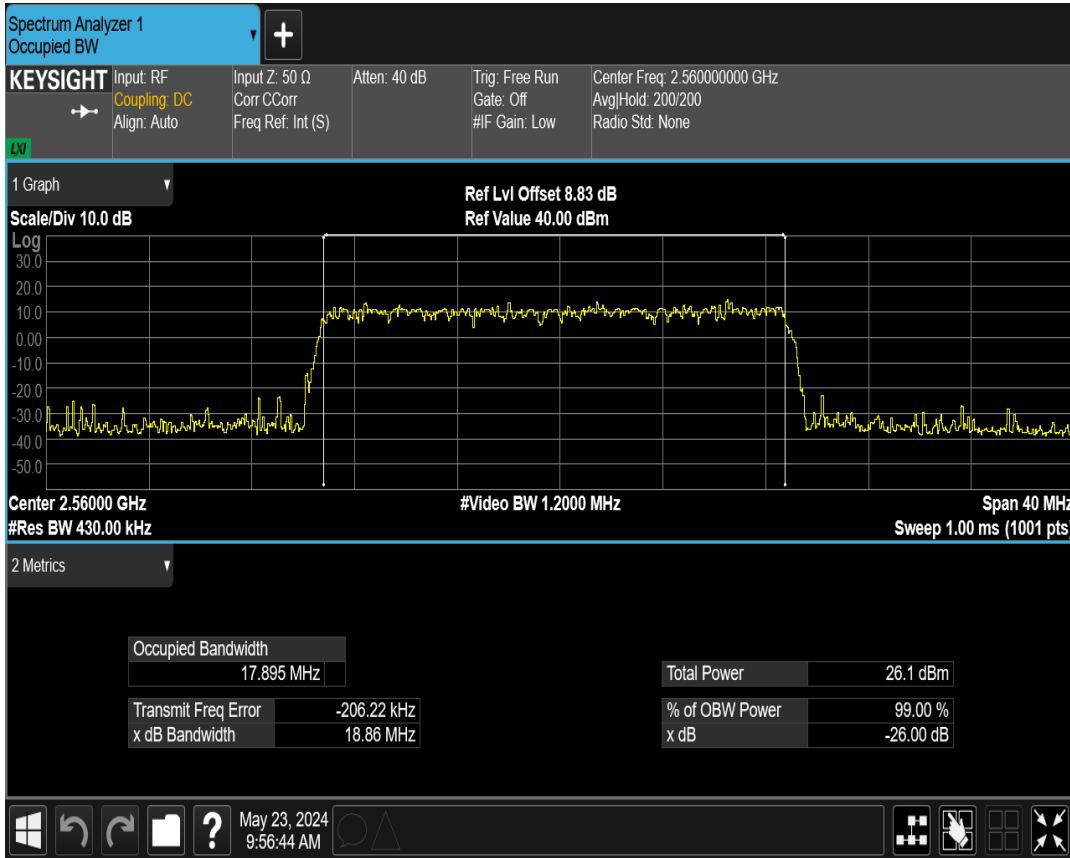 Spectrum Analyzer 1
Occupied BW
KEYSIGHT
LXI
Input: RF
Coupling: DC
Align: Auto
Input Z: 50 Ω
Corr CCorr
Freq Ref: Int (S)
Atten: 40 dB
Trig: Free Run
Gate: Off
#IF Gain: Low
Center Freq: 2.560000000 GHz
Avg|Hold: 200/200
Radio Std: None
1 Graph
Ref Lvl Offset 8.83 dB
Scale/Div 10.0 dB
Ref Value 40.00 dBm
Log
30.0
20.0
10.0
0.00
-10.0
-20.0
-30.0
-40.0
-50.0
Center 2.56000 GHz
#Video BW 1.2000 MHz
Span 40 MHz
#Res BW 430.00 kHz
Sweep 1.00 ms (1001 pts)
2 Metrics
Occupied Bandwidth
17.895 MHz
Total Power 26.1 dBm
Transmit Freq Error -206.22 kHz
% of OBW Power 99.00 %
x dB Bandwidth 18.86 MHz
x dB -26.00 dB
May 23, 2024
9:56:44 AM